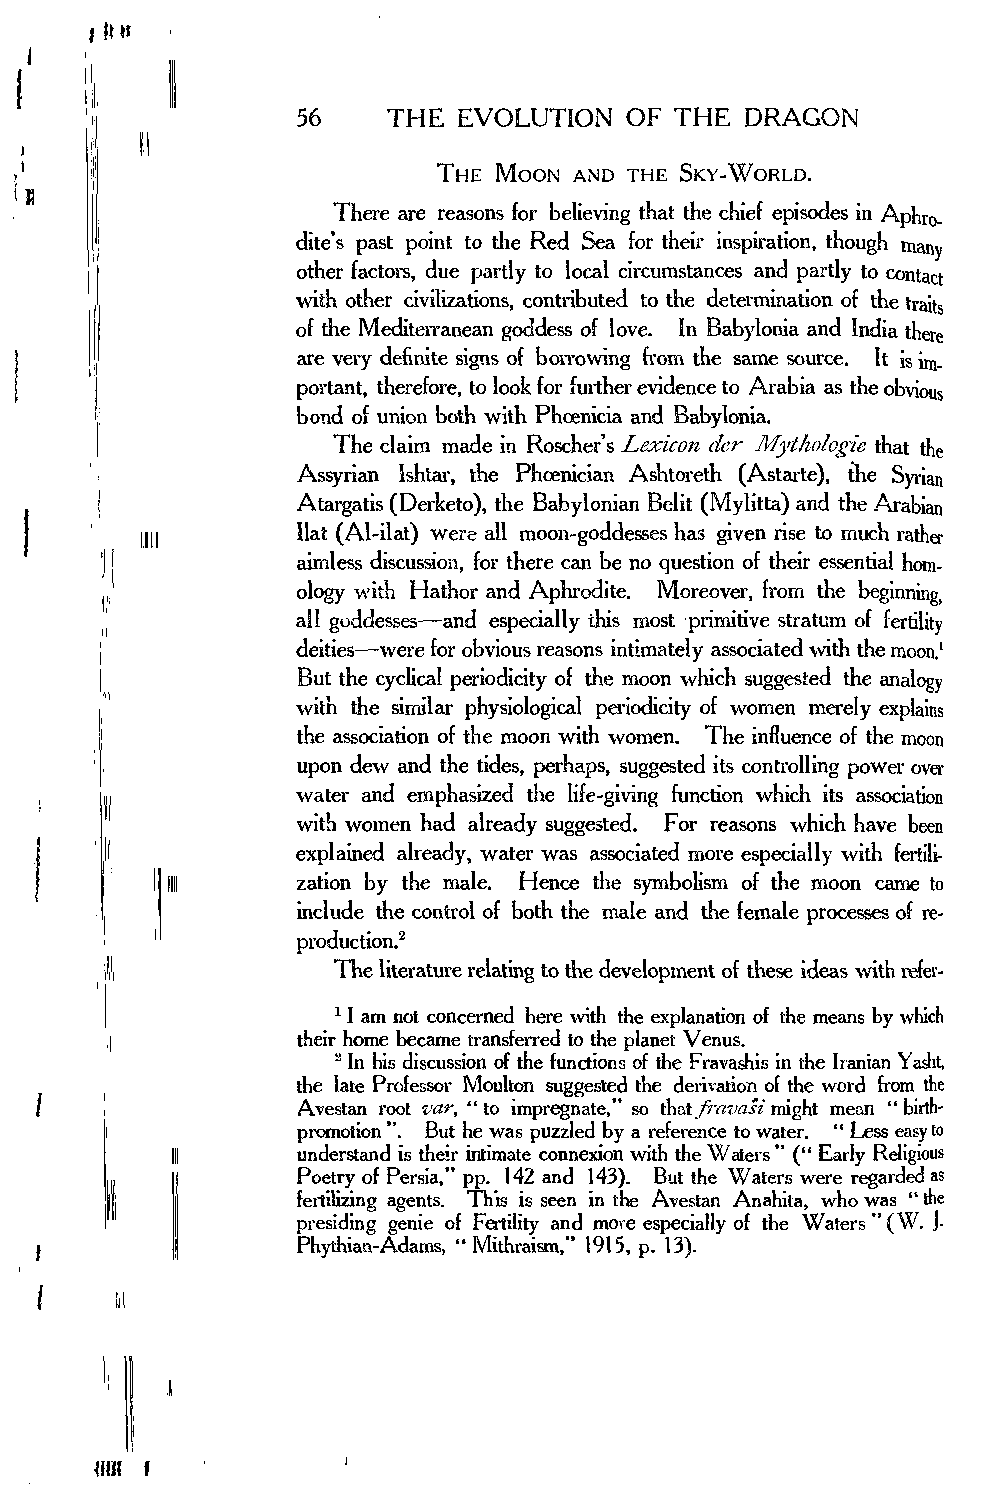 56 THE EVOLUTION OF THE DRAGON
THE MOON AND THE SKY-WORLD.
There are reasons for believing that the chief episodes in Aphro-
dite's past point to the Red Sea for their inspiration, though many
other factors, due partly to local circumstances and partly to contact
with other civilizations, contributed to the determination of the traits
of the Mediterranean goddess of love. In Babylonia and India there
are very definite signs of borrowing from the same source. It is im-
portant, therefore, to look for further evidence to Arabia as the obvious
bond of union both with Phœnicia and Babylonia.
The claim made in Roscher's Lexicon der Mythologie that the
Assyrian Ishtar, the Phœnician Ashtoreth (Astarte), the Syrian
Atargatis (Derketo), the Babylonian Belit (Mylitta) and the Arabian
Ilat (Al-ilat) were all moon-goddesses has given rise to much rather
aimless discussion, for there can be no question of their essential hom-
ology with Hathor and Aphrodite. Moreover, from the beginning,
all goddesses—and especially this most primitive stratum of fertility
deities—were for obvious reasons intimately associated with the moon.¹
But the cyclical periodicity of the moon which suggested the analogy
with the similar physiological periodicity of women merely explains
the association of the moon with women. The influence of the moon
upon dew and the tides, perhaps, suggested its controlling power over
water and emphasized the life-giving function which its association
with women had already suggested. For reasons which have been
explained already, water was associated more especially with fertili-
zation by the male. Hence the symbolism of the moon came to
include the control of both the male and the female processes of re-
production.²
The literature relating to the development of these ideas with refer-
¹ I am not concerned here with the explanation of the means by which
their home became transferred to the planet Venus.
² In his discussion of the functions of the Fravashis in the Iranian Yasht,
the late Professor Moulton suggested the derivation of the word from the
Avestan root var, "to impregnate," so that fravaši might mean "birth-
promotion". But he was puzzled by a reference to water. "Less easy to
understand is their intimate connexion with the Waters" ("Early Religious
Poetry of Persia," pp. 142 and 143). But the Waters were regarded as
fertilizing agents. This is seen in the Avestan Anahita, who was "the
presiding genie of Fertility and more especially of the Waters" (W. J.
Phythian-Adams, "Mithraism," 1915, p. 13).